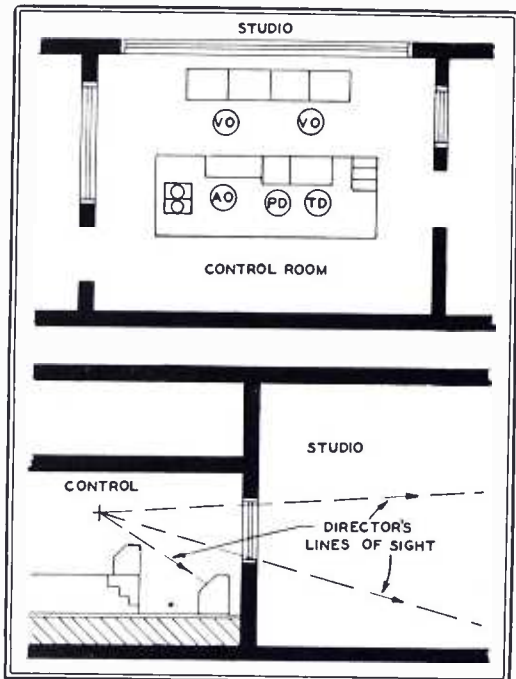 STUDIO
VO VO
AO PD TD
CONTROL ROOM
STUDIO
CONTROL
DIRECTOR'S
LINES OF SIGHT